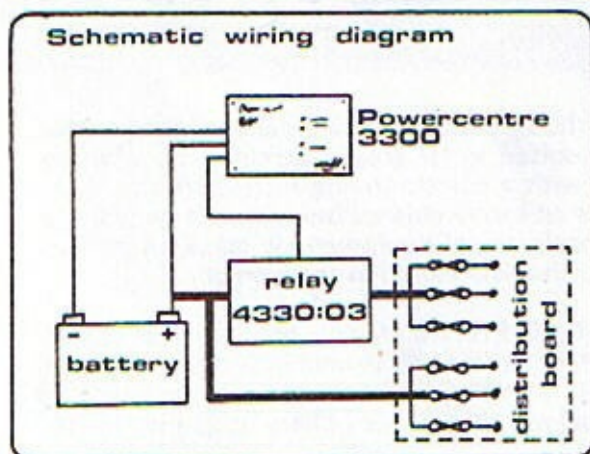 Schematic wiring diagram
Powercentre
3300
relay
4330:03
- +
battery
distribution
board